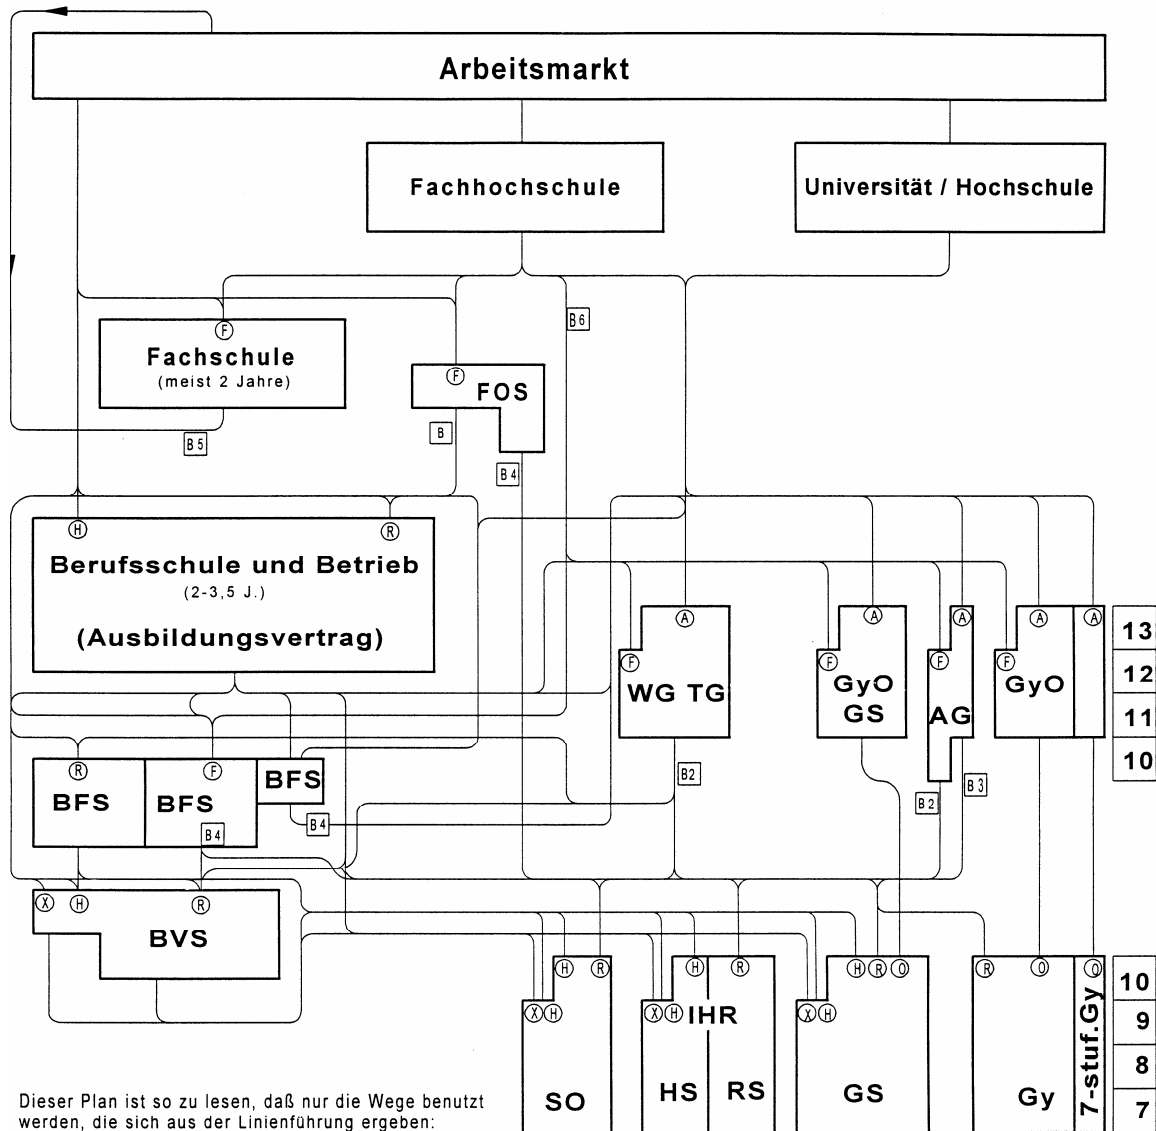 Arbeitsmarkt
Fachhochschule
Universität / Hochschule
B6
F
Fachschule
(meist 2 Jahre)
F
FOS
B5
B
B4
H
R
Berufsschule und Betrieb
(2-3,5 J.)
(Ausbildungsvertrag)
A
F
WG TG
A
F
GyO
GS
A
F
AG
A
A
F
GyO
13
12
11
10
R
BFS
F
BFS
B4
BFS
B4
B2
B2
B3
X
H
R
BVS
H
R
X
H
SO
H
R
X
H
IHR
HS
RS
H
R
O
X
H
GS
R
O
O
Gy
7-stuf.Gy
10
9
8
7
Dieser Plan ist so zu lesen, daß nur die Wege benutzt
werden, die sich aus der Linienführung ergeben: